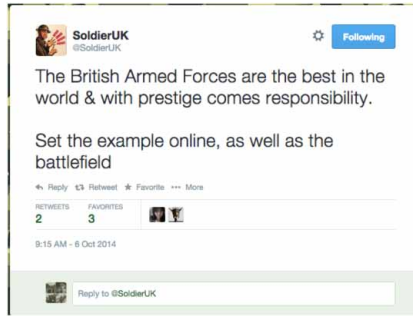 SoldierUK
@SoldierUK
Following
The British Armed Forces are the best in the
world & with prestige comes responsibility.
Set the example online, as well as the
battlefield
Reply Retweet Favorite More
RETWEETS FAVORITES
2 3
9:15 AM - 6 Oct 2014
Reply to @SoldierUK